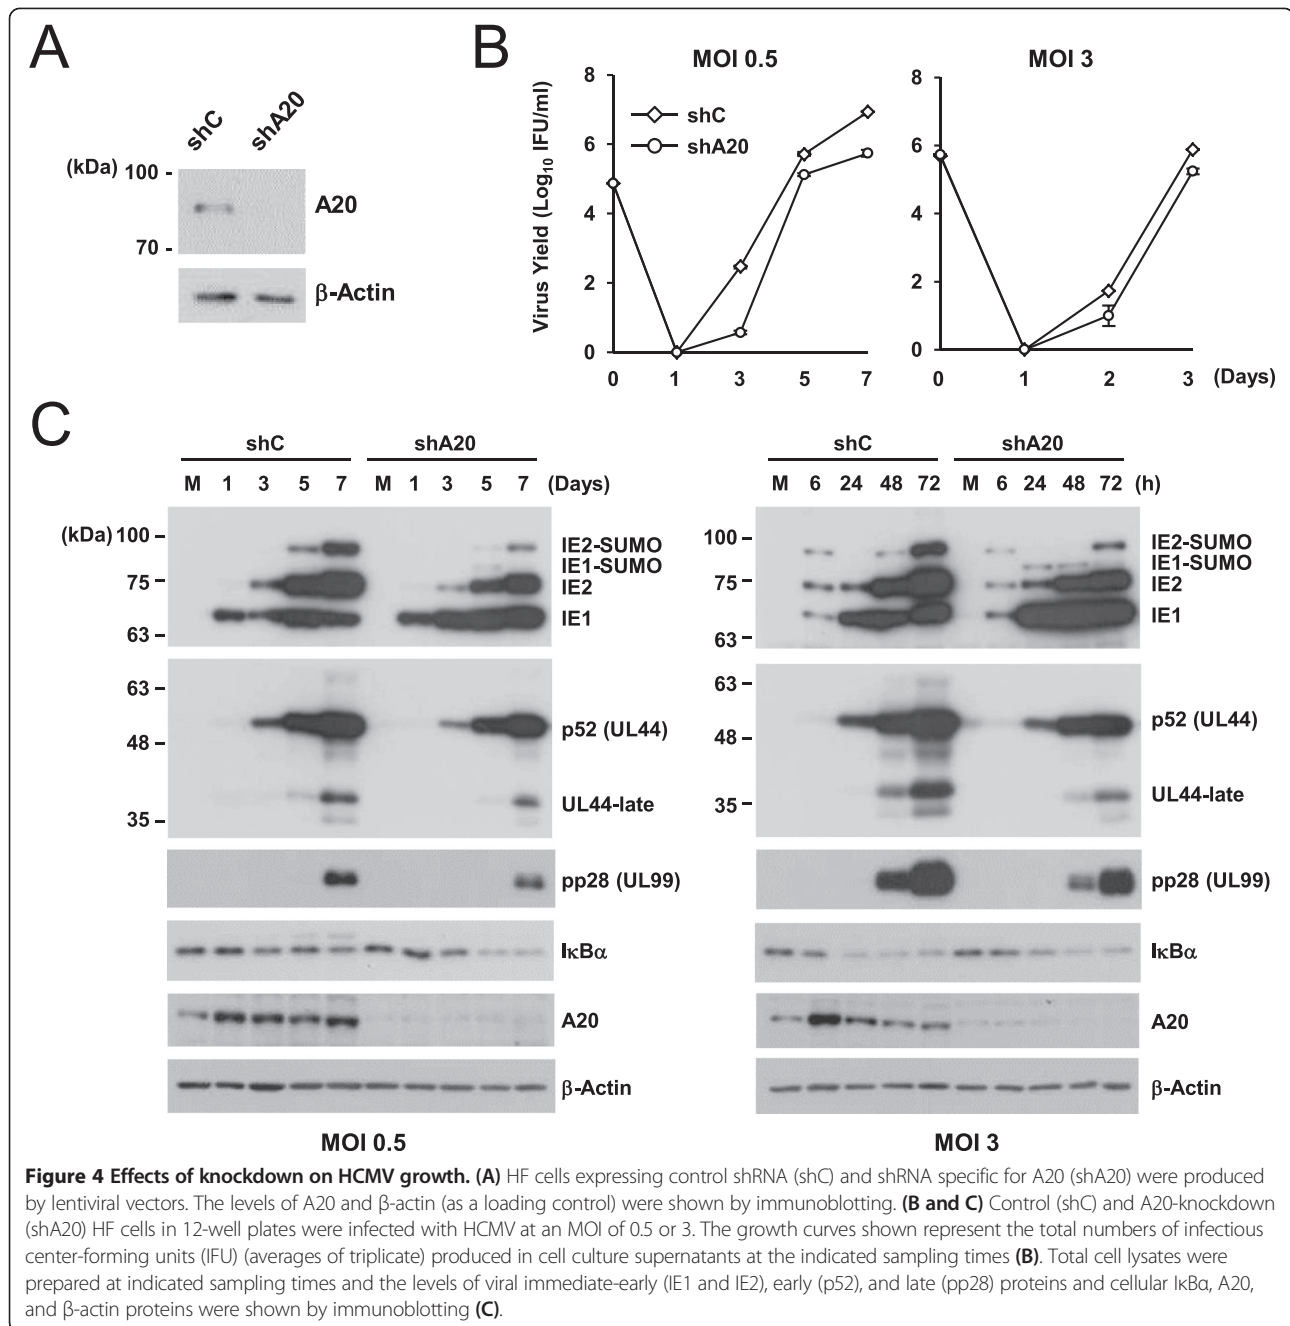 A
shC
shA20
(kDa)
100 -
A20
70 -
β-Actin
B
MOI 0.5
MOI 3
Virus Yield (Log10 IFU/ml)
8
6
4
2
0
shC
shA20
0 1 3 5 7
8
6
4
2
0
0 1 2 3 (Days)
C
shC shA20
M 1 3 5 7 M 1 3 5 7 (Days)
(kDa) 100
75
63
IE2-SUMO
IE1-SUMO
IE2
IE1
63
48
35
p52 (UL44)
UL44-late
pp28 (UL99)
IκBα
A20
β-Actin
MOI 0.5
shC shA20
M 6 24 48 72 M 6 24 48 72 (h)
100
75
63
IE2-SUMO
IE1-SUMO
IE2
IE1
63
48
35
p52 (UL44)
UL44-late
pp28 (UL99)
IκBα
A20
β-Actin
MOI 3
Figure 4 Effects of knockdown on HCMV growth. (A) HF cells expressing control shRNA (shC) and shRNA specific for A20 (shA20) were produced
by lentiviral vectors. The levels of A20 and β-actin (as a loading control) were shown by immunoblotting. (B and C) Control (shC) and A20-knockdown
(shA20) HF cells in 12-well plates were infected with HCMV at an MOI of 0.5 or 3. The growth curves shown represent the total numbers of infectious
center-forming units (IFU) (averages of triplicate) produced in cell culture supernatants at the indicated sampling times (B). Total cell lysates were
prepared at indicated sampling times and the levels of viral immediate-early (IE1 and IE2), early (p52), and late (pp28) proteins and cellular IκBα, A20,
and β-actin proteins were shown by immunoblotting (C).